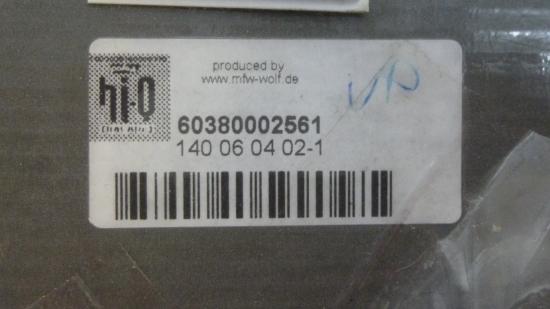 hi-Q
produced by
www.mfw-wolf.de
60380002561
140 06 04 02-1